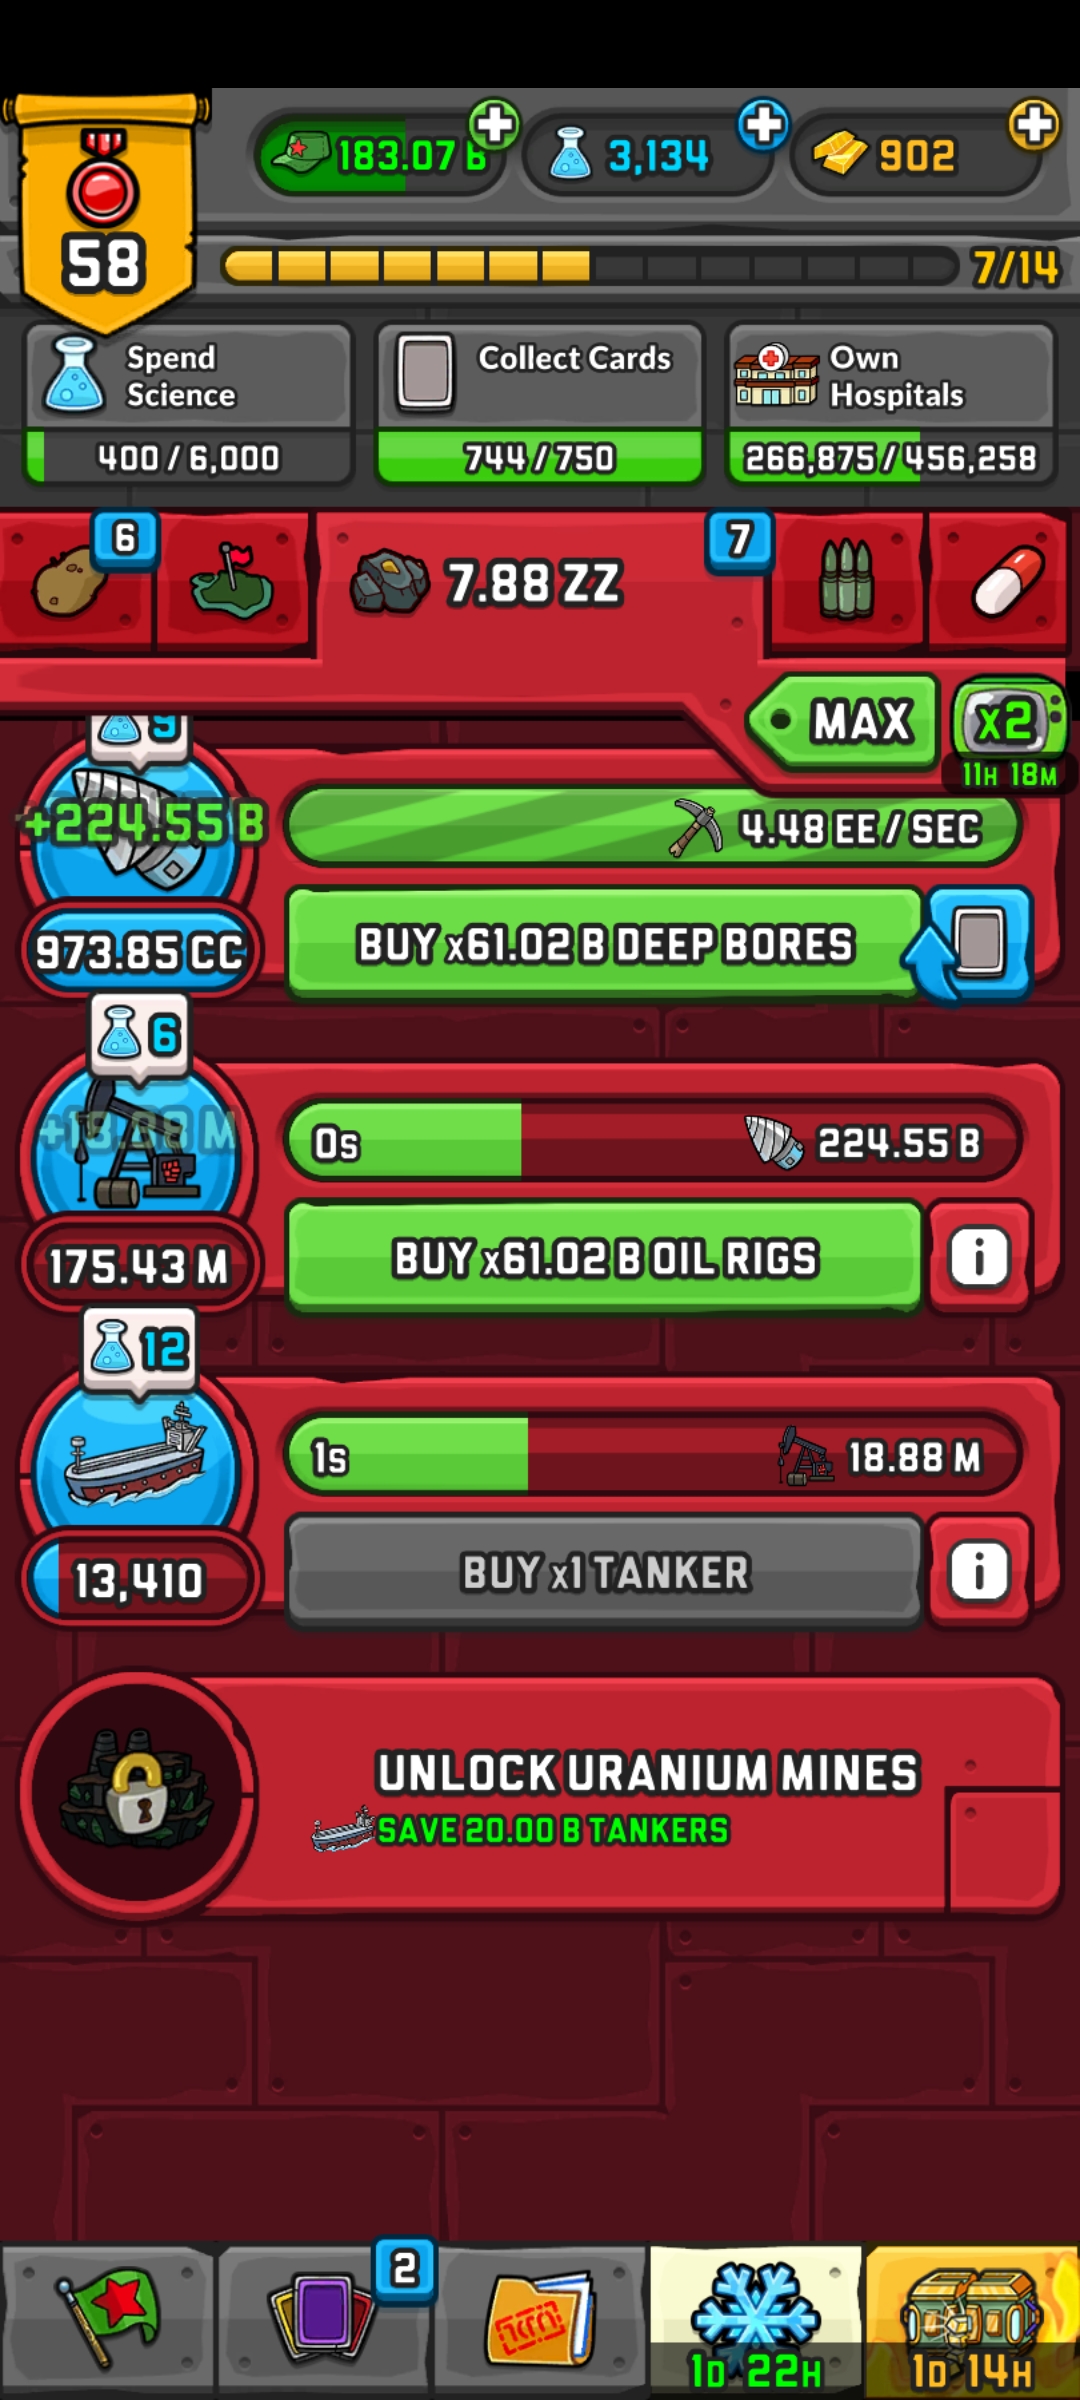 183.07 B
3,134
902
58
7/14
Spend
Science
Collect Cards
Own
Hospitals
400 / 6,000
744 / 750
266,875 / 456,258
6
7.88 ZZ
7
MAX
x2
11H 18M
9
+224.55 B
4.48 EE / SEC
973.85 CC
BUY x61.02 B DEEP BORES
6
+18.88 M
0s
224.55 B
175.43 M
BUY x61.02 B OIL RIGS
i
12
1s
18.88 M
13,410
BUY x1 TANKER
i
UNLOCK URANIUM MINES
SAVE 20.00 B TANKERS
2
1D 22H
1D 14H